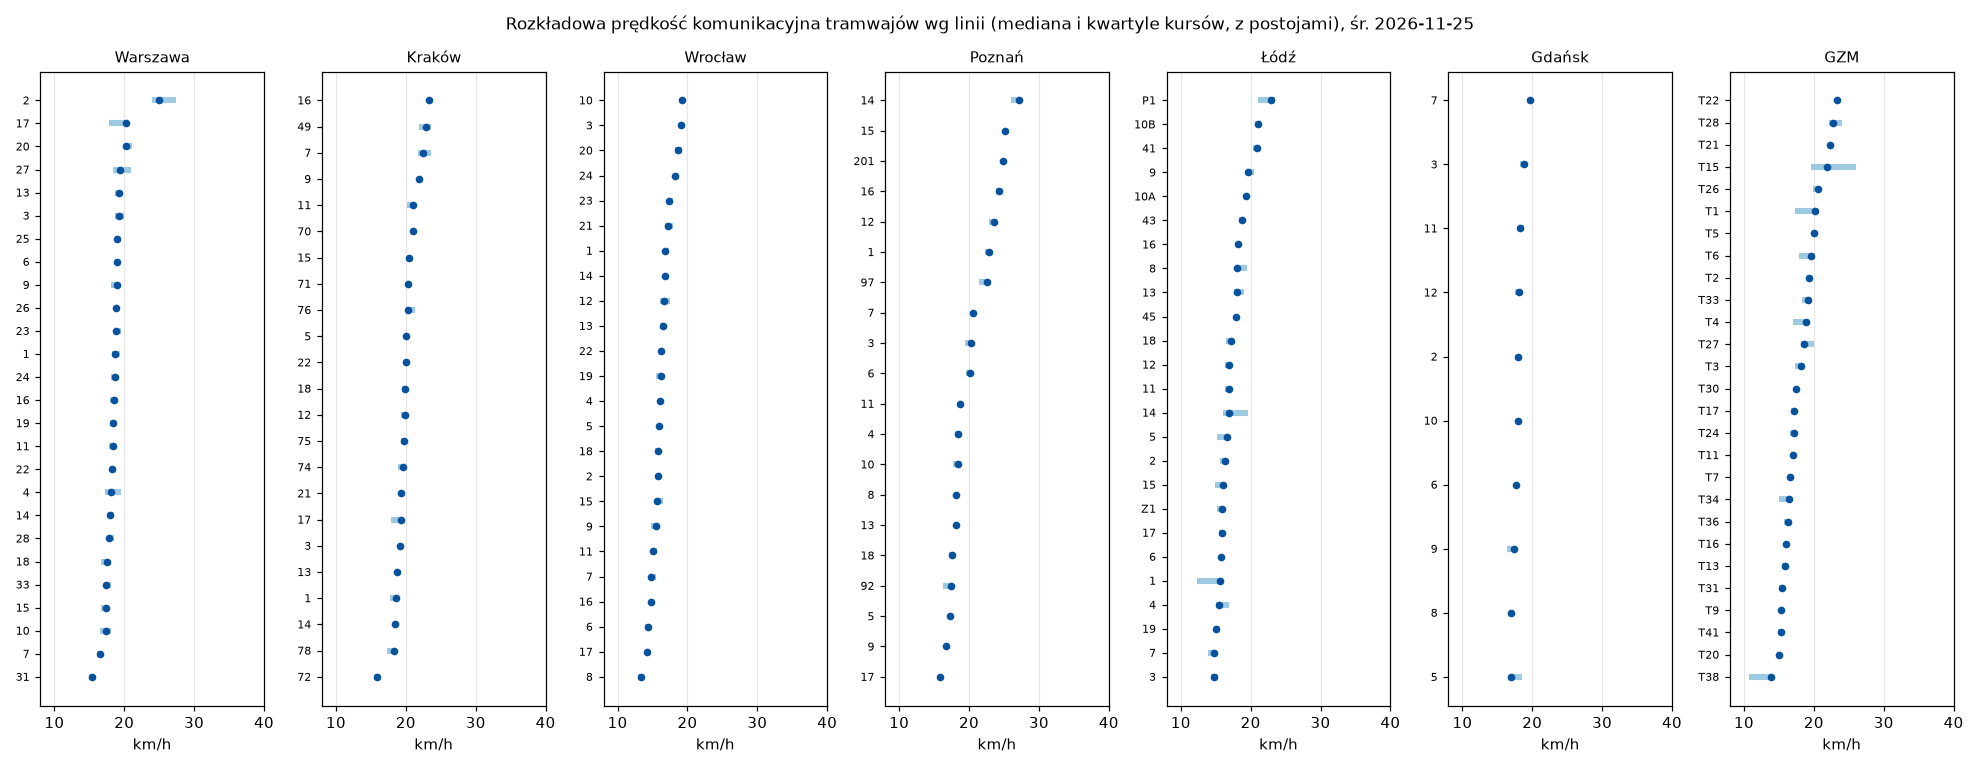 Rozkładowa prędkość komunikacyjna tramwajów wg linii (mediana i kwartyle kursów, z postojami), śr. 2026-11-25
Warszawa
2
17
20
27
13
3
25
6
9
26
23
1
24
16
19
11
22
4
14
28
18
33
15
10
7
31
10 20 30 40
km/h
Kraków
16
49
7
9
11
70
15
71
76
5
22
18
12
75
74
21
17
3
13
1
14
78
72
10 20 30 40
km/h
Wrocław
10
3
20
24
23
21
1
14
12
13
22
19
4
5
18
2
15
9
11
7
16
6
17
8
10 20 30 40
km/h
Poznań
14
15
201
16
12
1
97
7
3
6
11
4
10
8
13
18
92
5
9
17
10 20 30 40
km/h
Łódź
P1
10B
41
9
10A
43
16
8
13
45
18
12
11
14
5
2
15
Z1
17
6
1
4
19
7
3
10 20 30 40
km/h
Gdańsk
7
3
11
12
2
10
6
9
8
5
10 20 30 40
km/h
GZM
T22
T28
T21
T15
T26
T1
T5
T6
T2
T33
T4
T27
T3
T30
T17
T24
T11
T7
T34
T36
T16
T13
T31
T9
T41
T20
T38
10 20 30 40
km/h